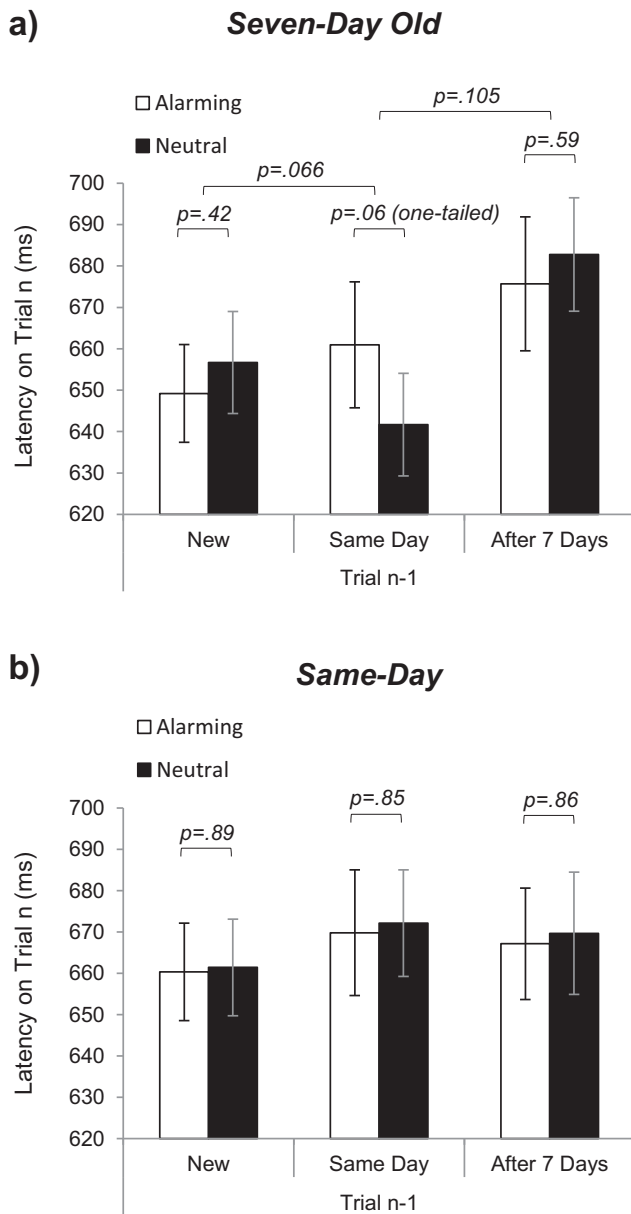 a)
Seven-Day Old
Alarming
Neutral
p=.105
p=.59
p=.066
p=.42
p=.06 (one-tailed)
Latency on Trial n (ms)
700
690
680
670
660
650
640
630
620
New
Same Day
After 7 Days
Trial n-1
b)
Same-Day
Alarming
Neutral
p=.89
p=.85
p=.86
Latency on Trial n (ms)
700
690
680
670
660
650
640
630
620
New
Same Day
After 7 Days
Trial n-1